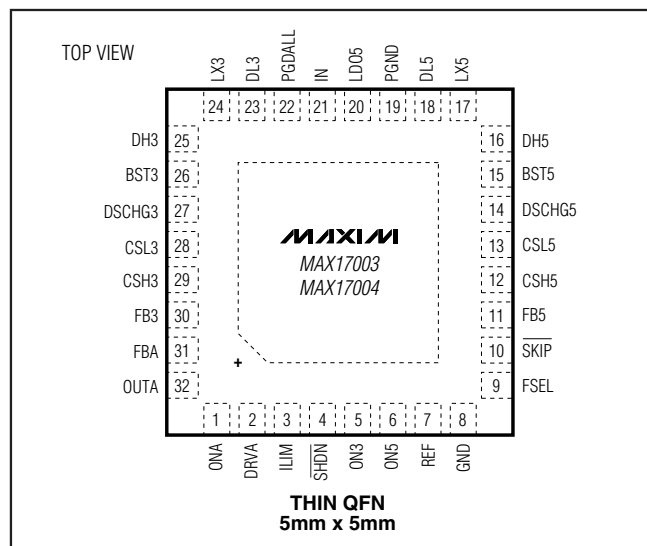 TOP VIEW
LX3
DL3
PGDALL
IN
LDO5
PGND
DL5
LX5
24 23 22 21 20 19 18 17
DH3 25
BST3 26
DSCHG3 27
CSL3 28
CSH3 29
FB3 30
FBA 31
OUTA 32
MAXIM
MAX17003
MAX17004
+
16 DH5
15 BST5
14 DSCHG5
13 CSL5
12 CSH5
11 FB5
10 SKIP
9 FSEL
1 2 3 4 5 6 7 8
ONA
DRVA
ILIM
SHDN
ON3
ON5
REF
GND
THIN QFN
5mm x 5mm